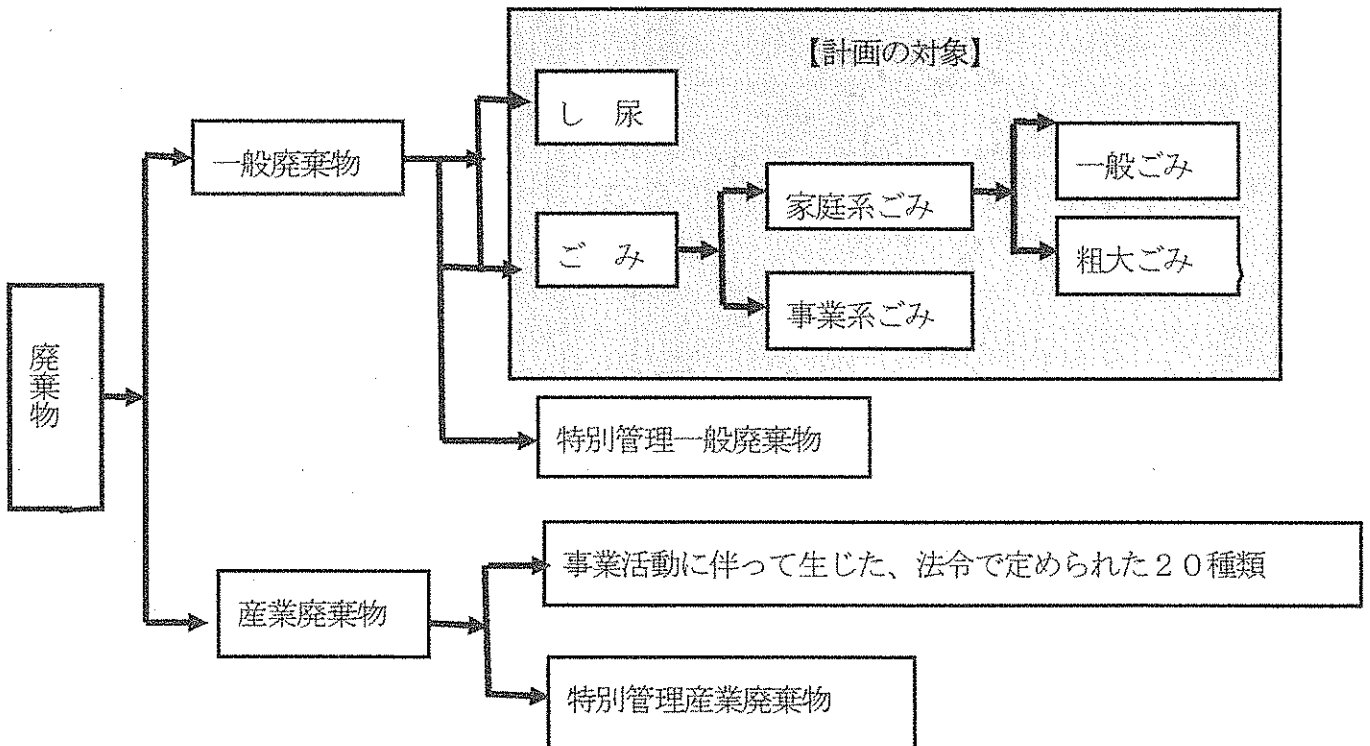 【計画の対象】
し 尿
一般廃棄物
一般ごみ
家庭系ごみ
ご み
粗大ごみ
事業系ごみ
廃棄物
特別管理一般廃棄物
事業活動に伴って生じた、法令で定められた２０種類
産業廃棄物
特別管理産業廃棄物